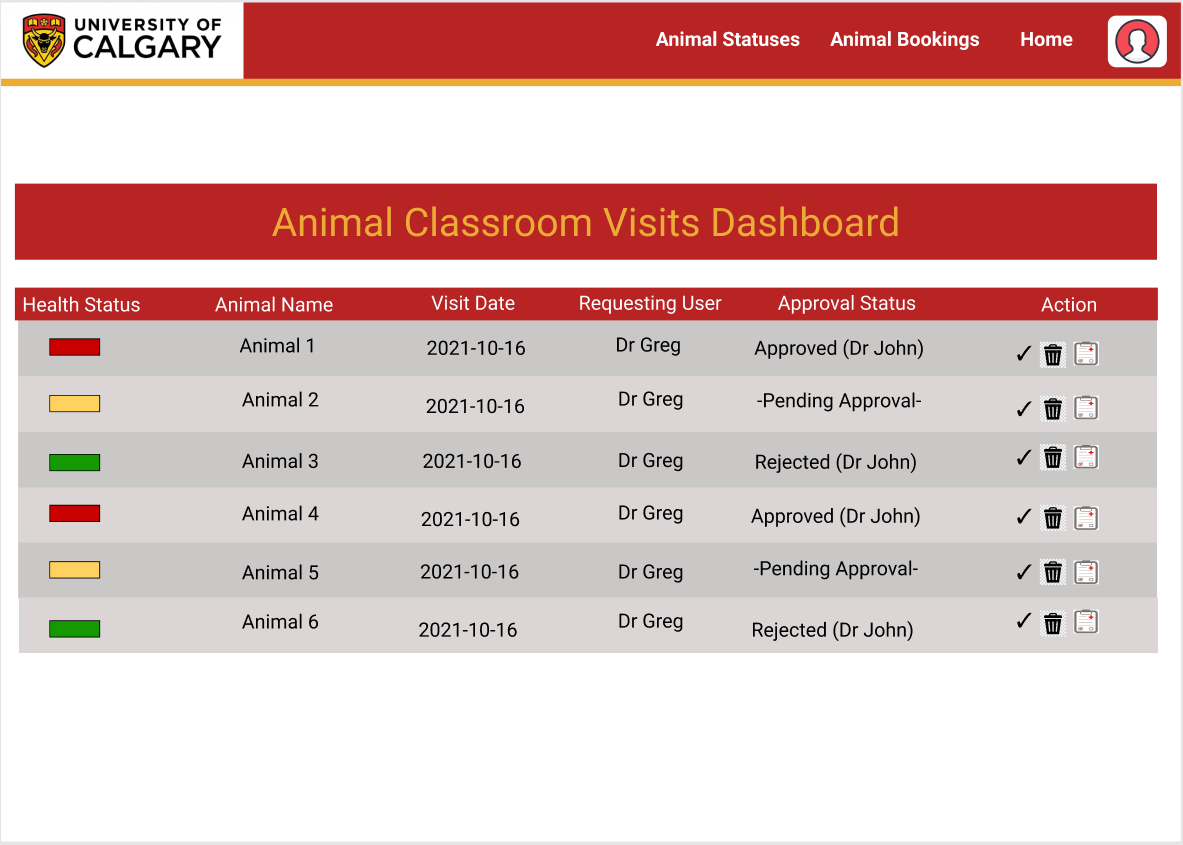 UNIVERSITY OF
CALGARY
Animal Statuses Animal Bookings Home
Animal Classroom Visits Dashboard
Health Status Animal Name Visit Date Requesting User Approval Status Action
Animal 1 2021-10-16 Dr Greg Approved (Dr John) ✓
Animal 2 2021-10-16 Dr Greg -Pending Approval- ✓
Animal 3 2021-10-16 Dr Greg Rejected (Dr John) ✓
Animal 4 2021-10-16 Dr Greg Approved (Dr John) ✓
Animal 5 2021-10-16 Dr Greg -Pending Approval- ✓
Animal 6 2021-10-16 Dr Greg Rejected (Dr John) ✓